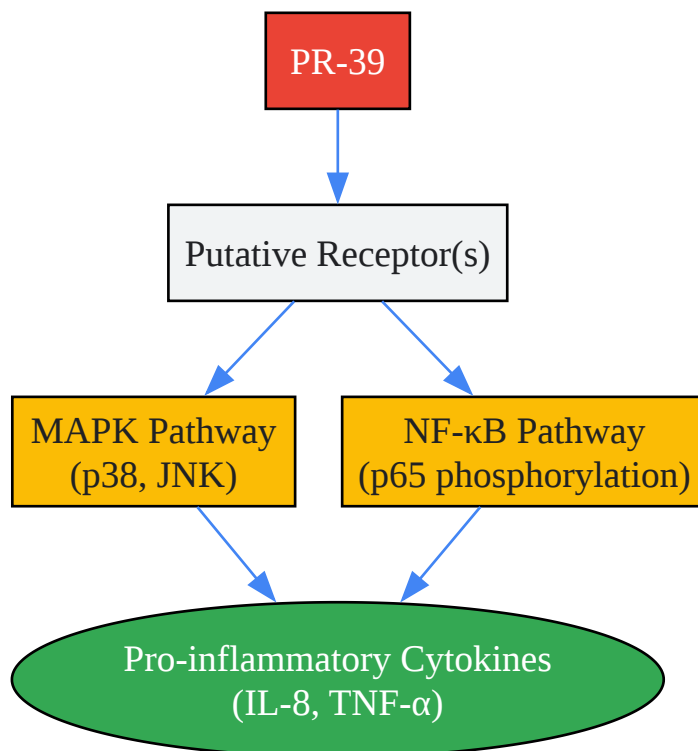 PR-39
Putative Receptor(s)
MAPK Pathway
(p38, JNK)
NF-κB Pathway
(p65 phosphorylation)
Pro-inflammatory Cytokines
(IL-8, TNF-α)